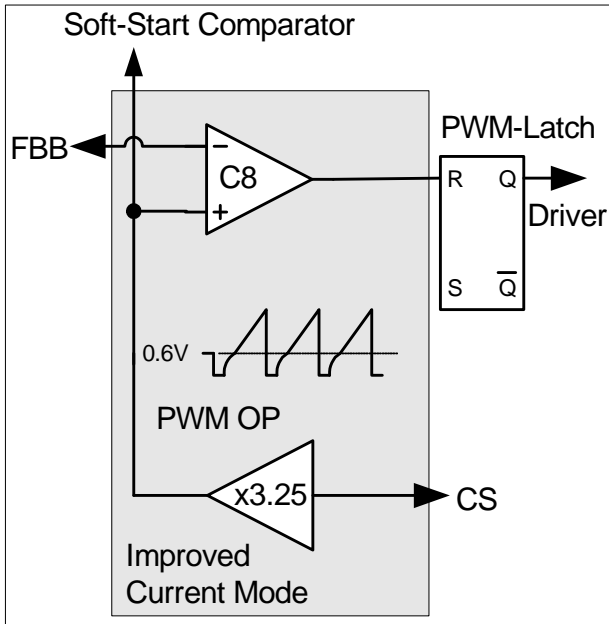 Soft-Start Comparator
FBB
PWM-Latch
−
C8
+
R Q
Driver
S Q̅
0.6V
PWM OP
x3.25
CS
Improved
Current Mode